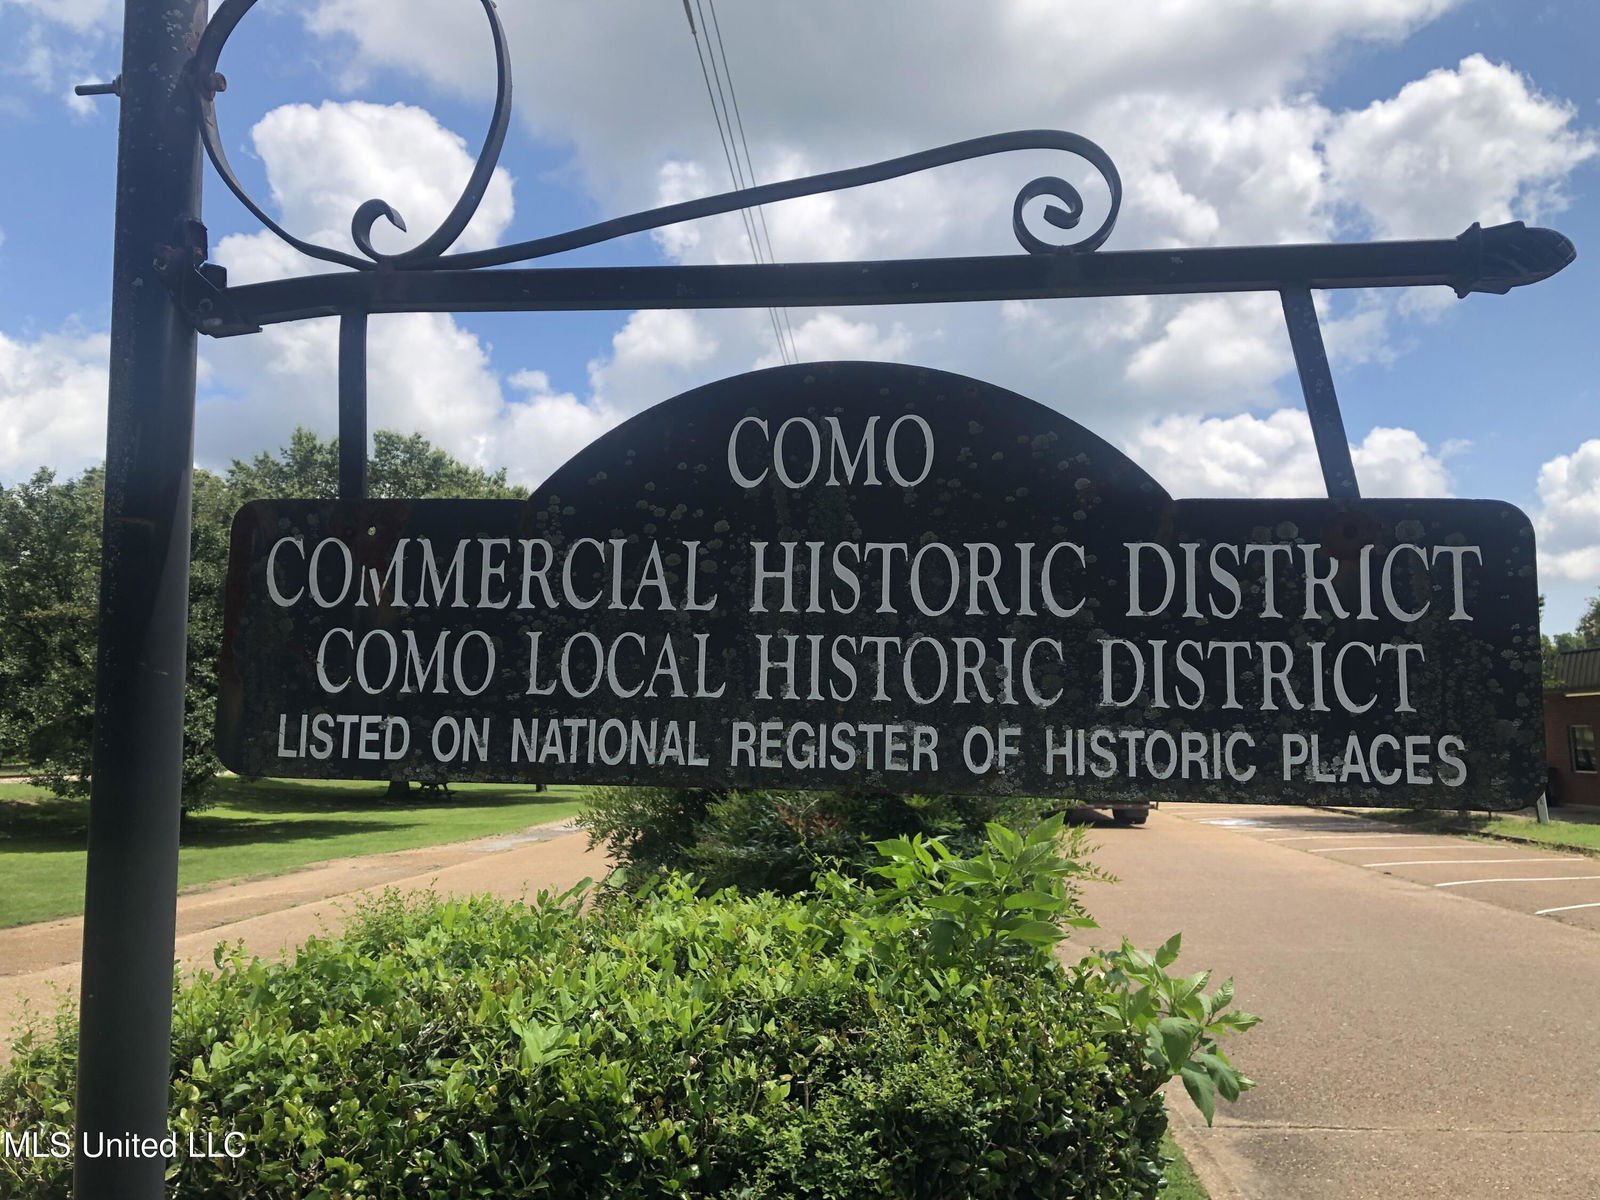 COMO
COMMERCIAL HISTORIC DISTRICT
COMO LOCAL HISTORIC DISTRICT
LISTED ON NATIONAL REGISTER OF HISTORIC PLACES
MLS United LLC